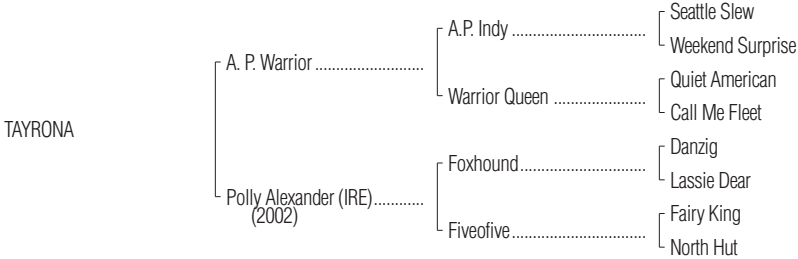 Seattle Slew
A.P. Indy ................................
Weekend Surprise
A. P. Warrior ..........................
Quiet American
Warrior Queen ......................
Call Me Fleet
TAYRONA
Danzig
Foxhound..............................
Lassie Dear
Polly Alexander (IRE)............
(2002)
Fairy King
Fiveofive................................
North Hut